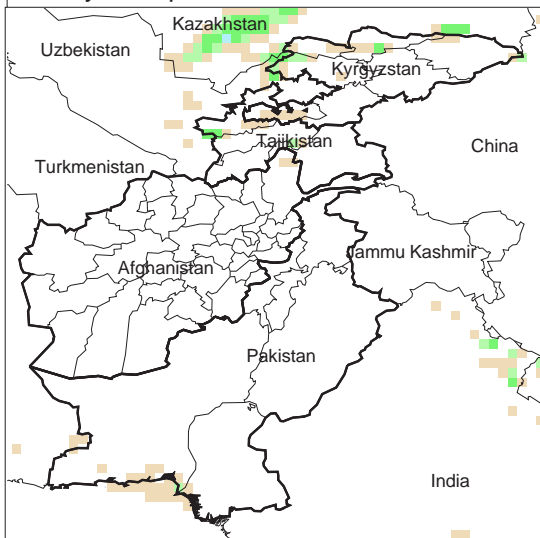 Kazakhstan
Uzbekistan
Kyrgyzstan
Tajikistan
China
Turkmenistan
Jammu Kashmir
Afghanistan
Pakistan
India